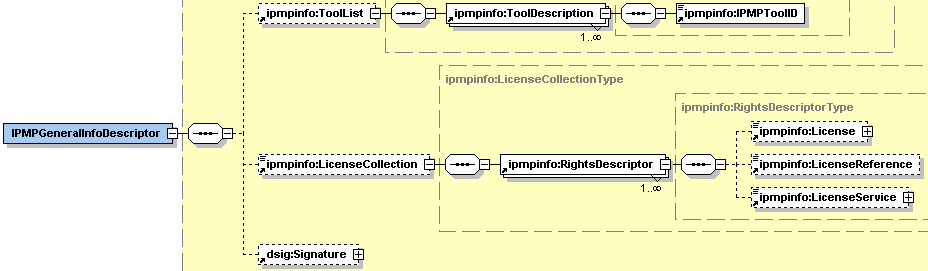 ipmpinfo:ToolList
ipmpinfo:ToolDescription
ipmpinfo:IPMPToolID
1..∞
ipmpinfo:LicenseCollectionType
ipmpinfo:RightsDescriptorType
IPMPGeneralInfoDescriptor
ipmpinfo:License
ipmpinfo:LicenseCollection
ipmpinfo:RightsDescriptor
ipmpinfo:LicenseReference
1..∞
ipmpinfo:LicenseService
dsig:Signature